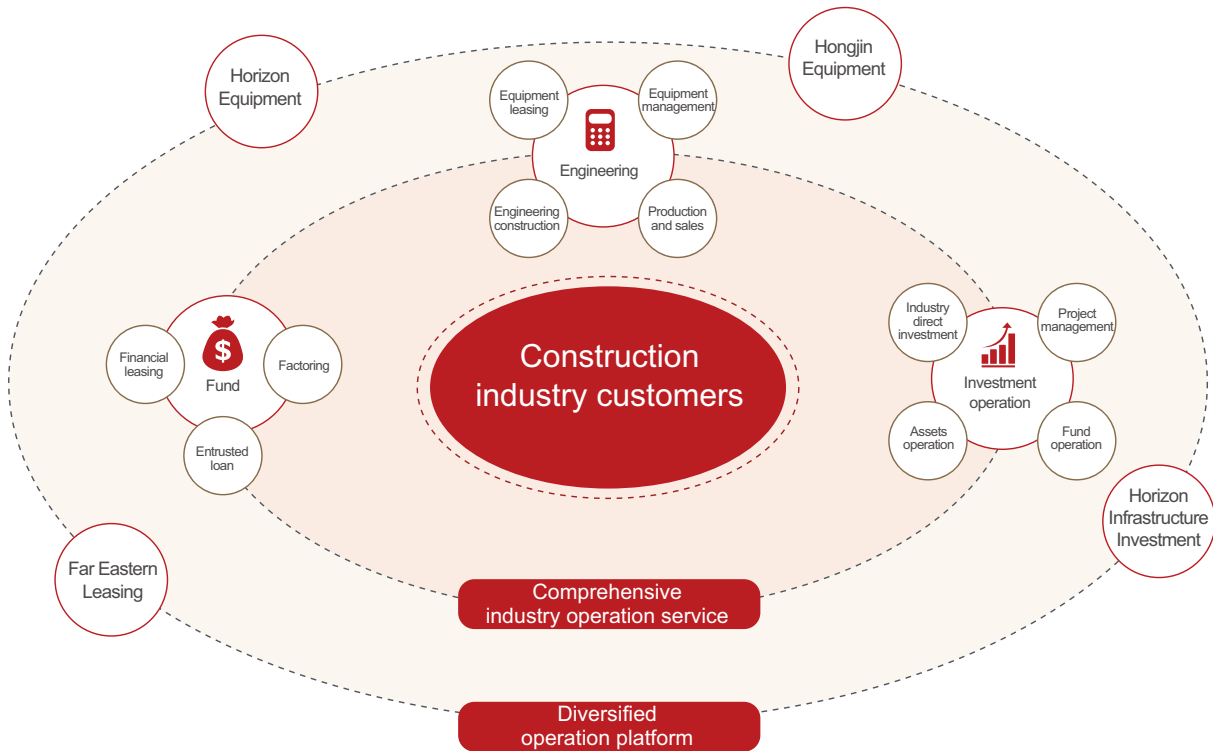 Horizon
Equipment
Hongjin
Equipment
Equipment
leasing
Equipment
management
Engineering
Engineering
construction
Production
and sales
Financial
leasing
$
Fund
Factoring
Entrusted
loan
Construction
industry customers
Industry
direct
investment
Project
management
Investment
operation
Assets
operation
Fund
operation
Far Eastern
Leasing
Horizon
Infrastructure
Investment
Comprehensive
industry operation service
Diversified
operation platform